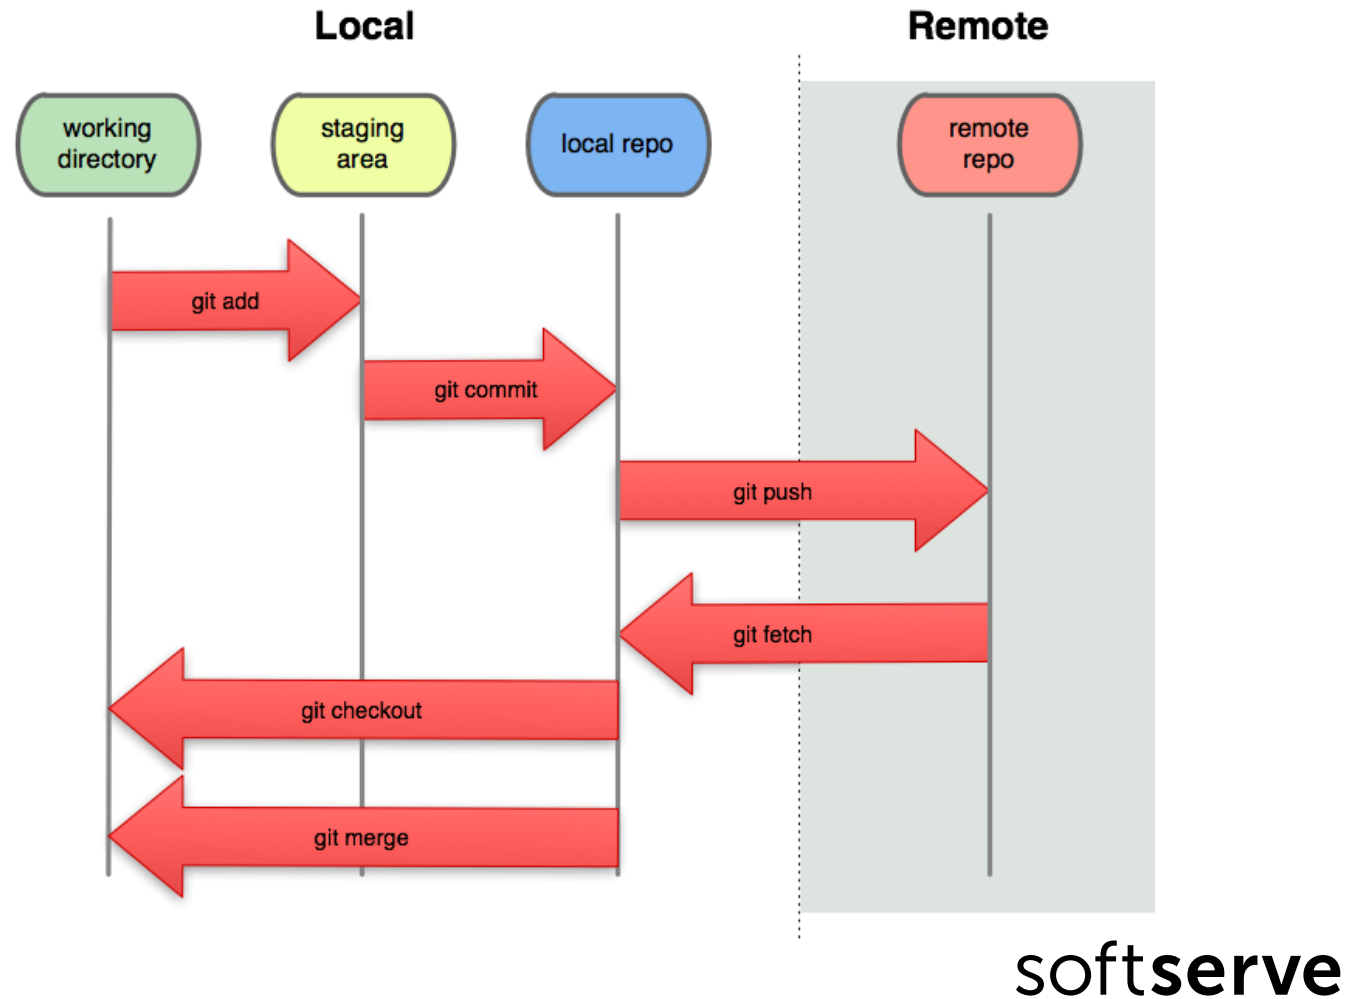 Local
Remote
working
directory
staging
area
local repo
remote
repo
git add
git commit
git push
git fetch
git checkout
git merge
softserve